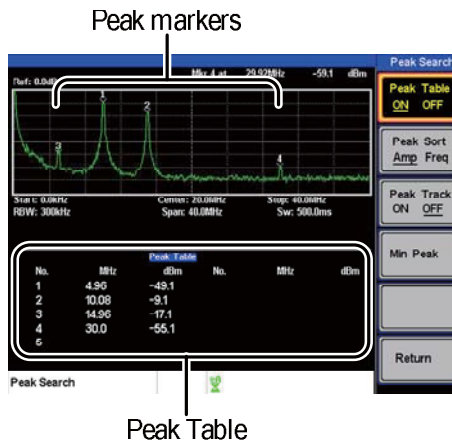 Peak markers
Ref: 0.0dBm Mkr 4 at 29.92MHz -59.1 dBm
1
2
3
4
Start: 0.0kHz Center: 20.0MHz Stop: 40.0MHz
RBW: 300kHz Span: 40.0MHz Sw: 500.0ms
Peak Table
No. MHz dBm No. MHz dBm
1 4.96 -49.1
2 10.08 -9.1
3 14.96 -17.1
4 30.0 -55.1
5
Peak Search
Peak Search
Peak Table
ON OFF
Peak Sort
Amp Freq
Peak Track
ON OFF
Min Peak
Return
Peak Table